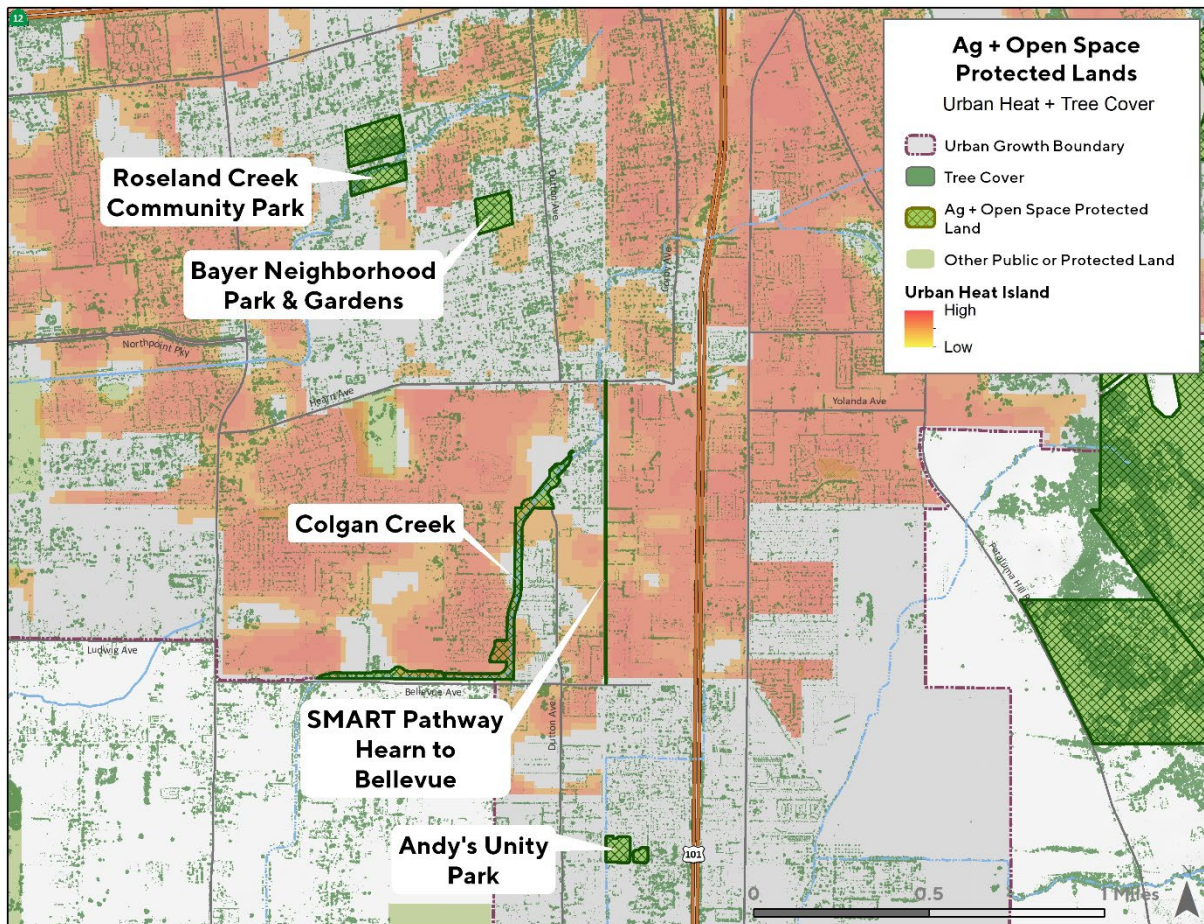 12
Ag + Open Space
Protected Lands
Urban Heat + Tree Cover
Urban Growth Boundary
Tree Cover
Ag + Open Space Protected
Land
Other Public or Protected Land
Urban Heat Island
High
Low
Roseland Creek
Community Park
Bayer Neighborhood
Park & Gardens
Dutton Ave
Corby Ave
Northpoint Pky
Hearn Ave
Yolanda Ave
Colgan Creek
Petaluma Hill
Ludwig Ave
Bellevue Ave
SMART Pathway
Hearn to
Bellevue
Dutton Ave
Andy's Unity
Park
101
0 0.5 1 Miles